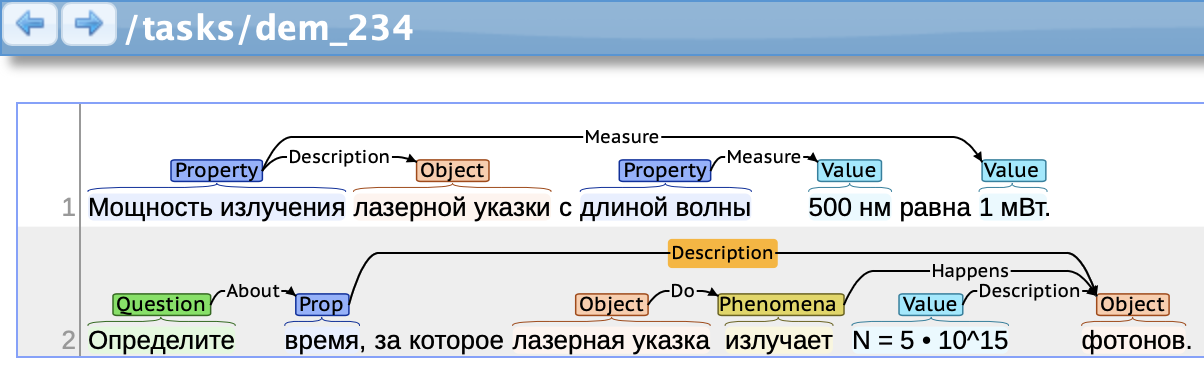 /tasks/dem_234
Measure
Description Measure
Property Object Property Value Value
1 Мощность излучения лазерной указки с длиной волны 500 нм равна 1 мВт.
Description
Happens
About Do Description
Question Prop Object Phenomena Value Object
2 Определите время, за которое лазерная указка излучает N = 5 • 10^15 фотонов.